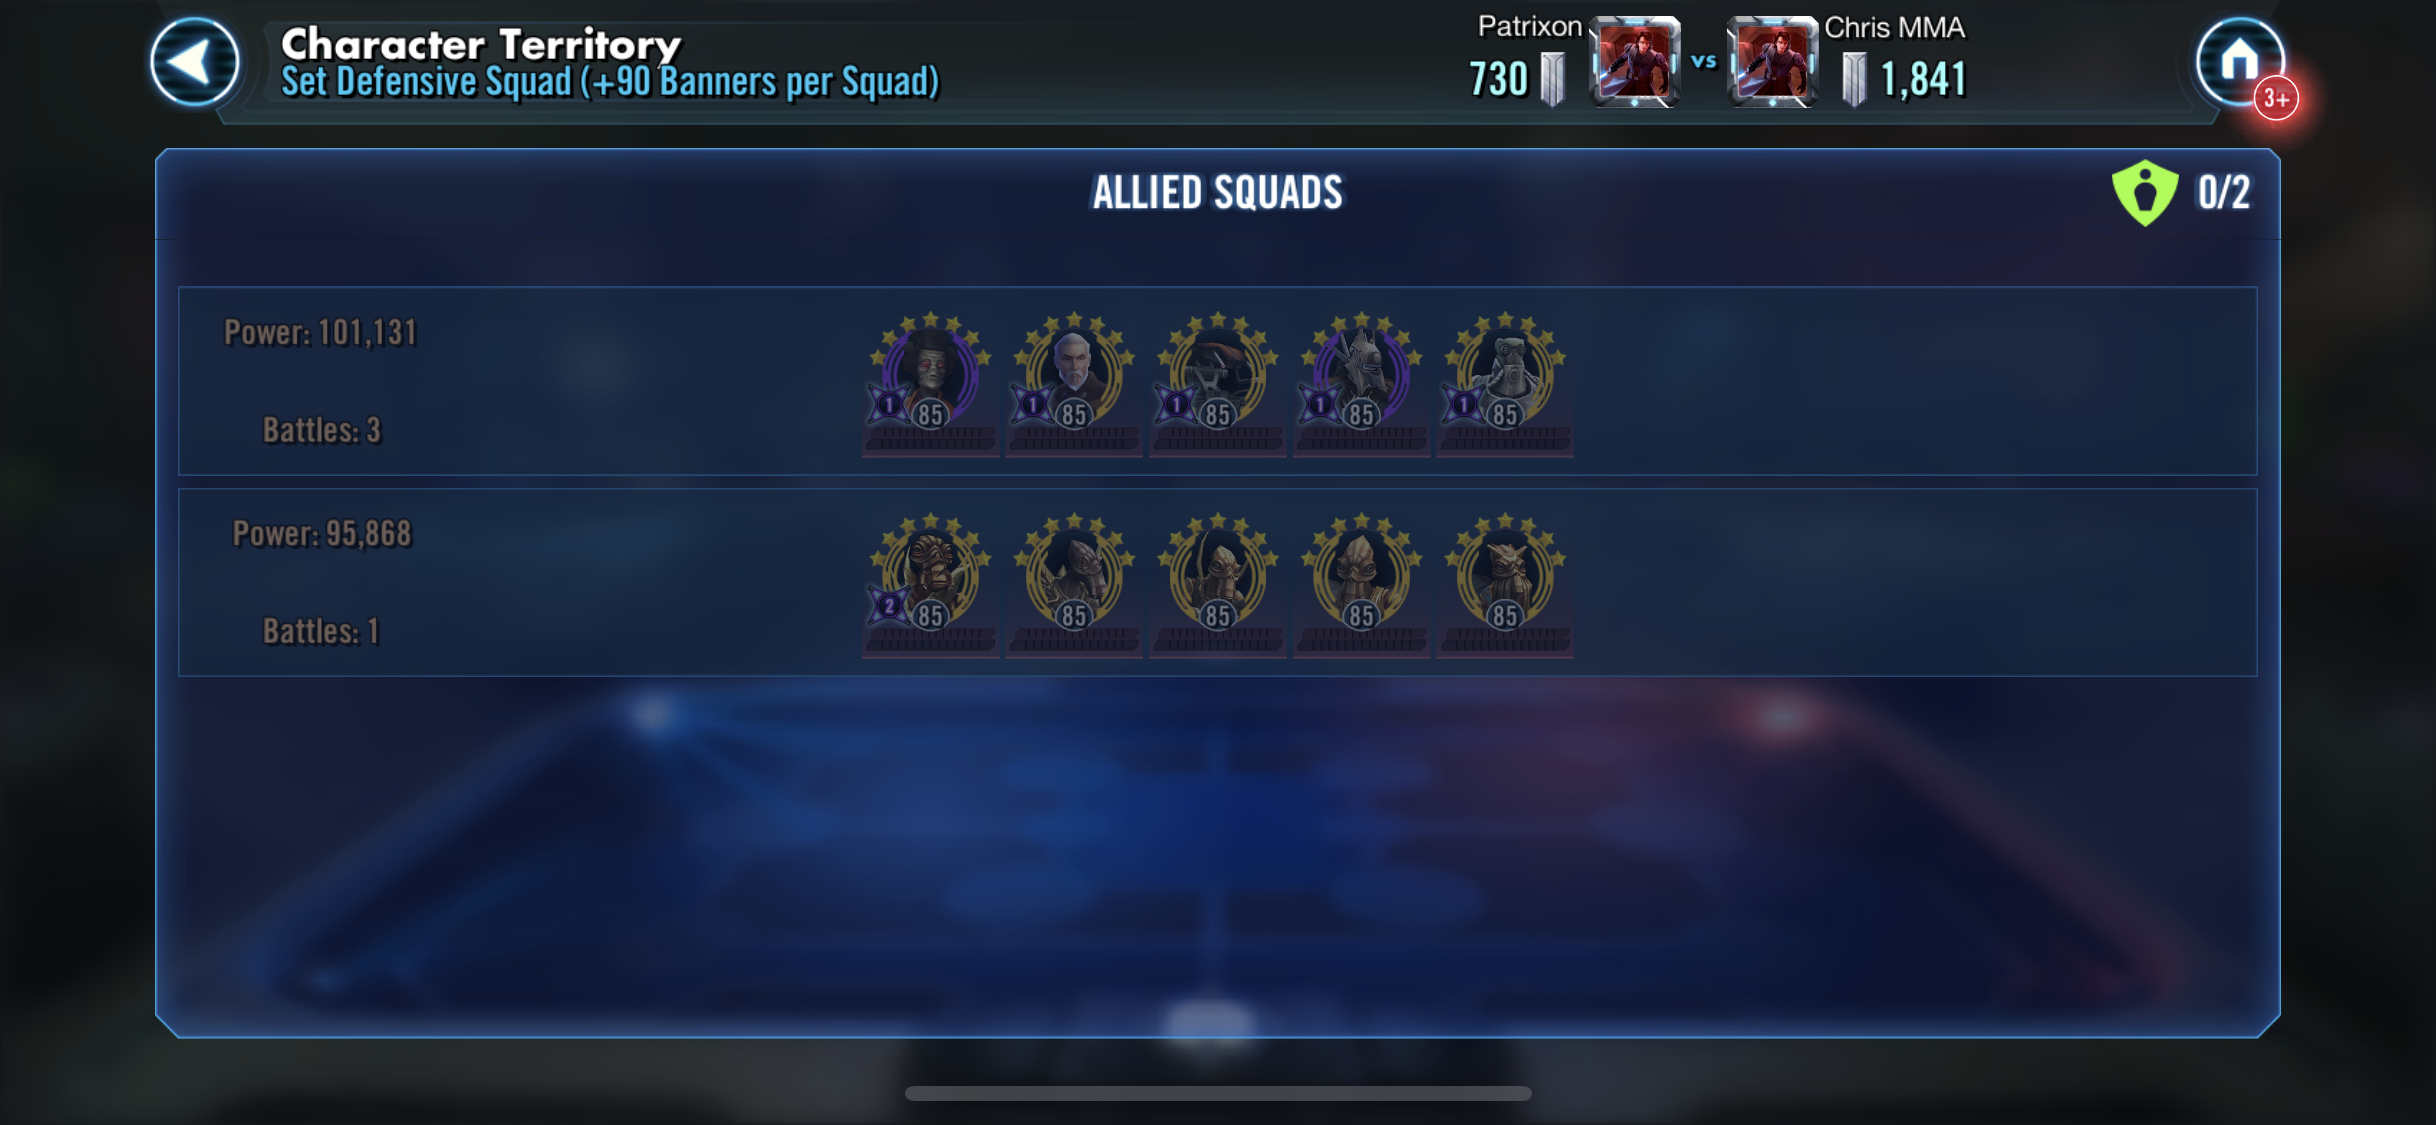 Character Territory
Set Defensive Squad (+90 Banners per Squad)
Patrixon
730
vs
Chris MMA
1,841
3+
ALLIED SQUADS
0/2
Power: 101,131
Battles: 3
1 85
1 85
1 85
1 85
1 85
Power: 95,868
Battles: 1
2 85
85
85
85
85